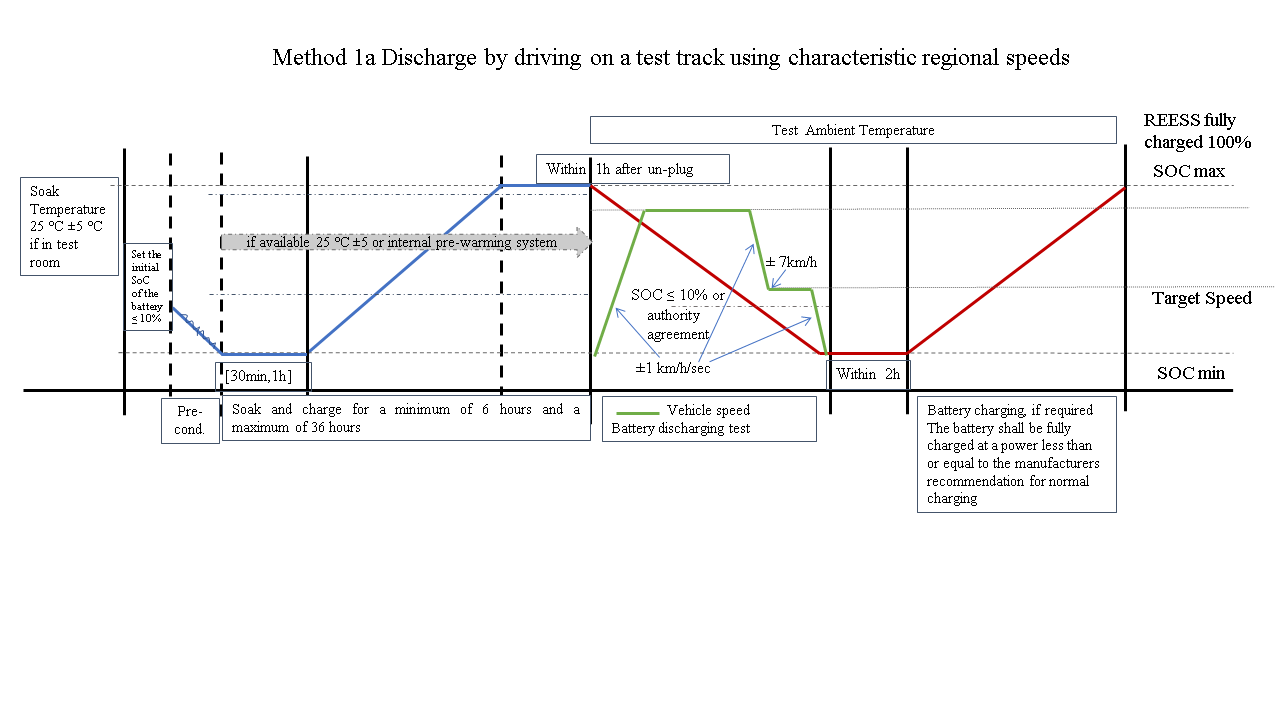 Method 1a Discharge by driving on a test track using characteristic regional speeds
REESS fully
charged 100%
Test Ambient Temperature
SOC max
Within 1h after un-plug
Soak
Temperature
25 °C ±5 °C
if in test
room
if available 25 °C ±5 or internal pre-warming system
Set the
initial
SoC
of the
battery
≤ 10%
± 7km/h
SOC ≤ 10% or
authority
agreement
Target Speed
±1 km/h/sec
[30min,1h]
Within 2h
SOC min
Pre-
cond.
Soak and charge for a minimum of 6 hours and a
maximum of 36 hours
Vehicle speed
Battery discharging test
Battery charging, if required
The battery shall be fully
charged at a power less than
or equal to the manufacturers
recommendation for normal
charging